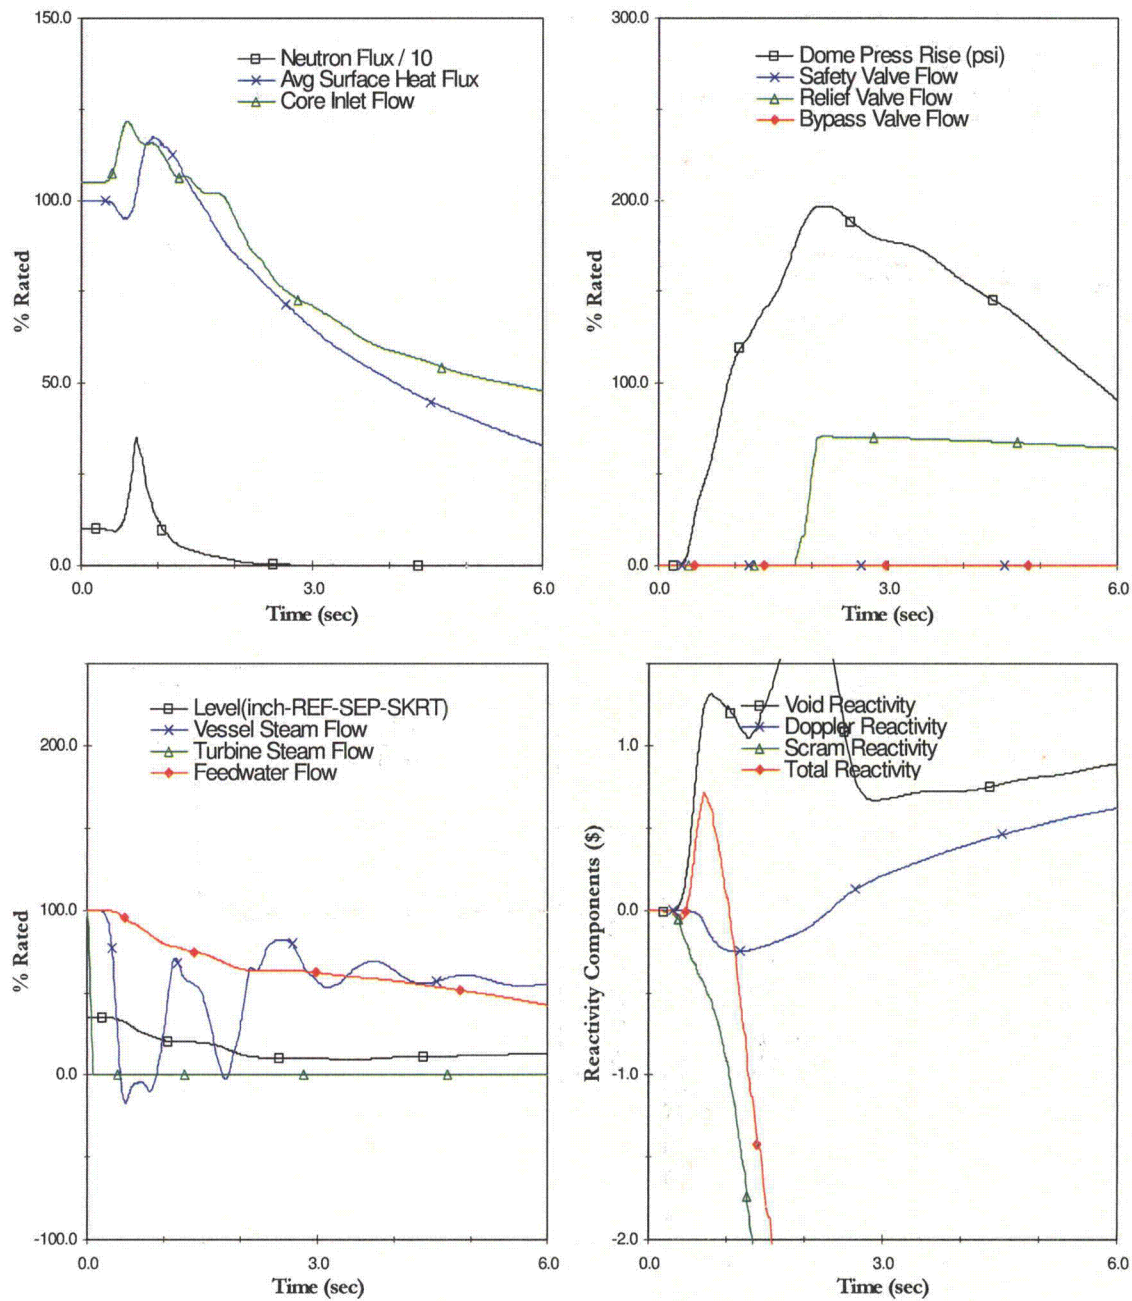 150.0
Neutron Flux / 10
Avg Surface Heat Flux
Core Inlet Flow
100.0
% Rated
50.0
0.0
0.0
3.0
6.0
Time (sec)
300.0
Dome Press Rise (psi)
Safety Valve Flow
Relief Valve Flow
Bypass Valve Flow
200.0
% Rated
100.0
0.0
0.0
3.0
6.0
Time (sec)
Level(inch-REF-SEP-SKRT)
Vessel Steam Flow
Turbine Steam Flow
Feedwater Flow
200.0
100.0
% Rated
0.0
-100.0
0.0
3.0
6.0
Time (sec)
Void Reactivity
Doppler Reactivity
Scram Reactivity
Total Reactivity
1.0
Reactivity Components ($)
0.0
-1.0
-2.0
0.0
3.0
6.0
Time (sec)